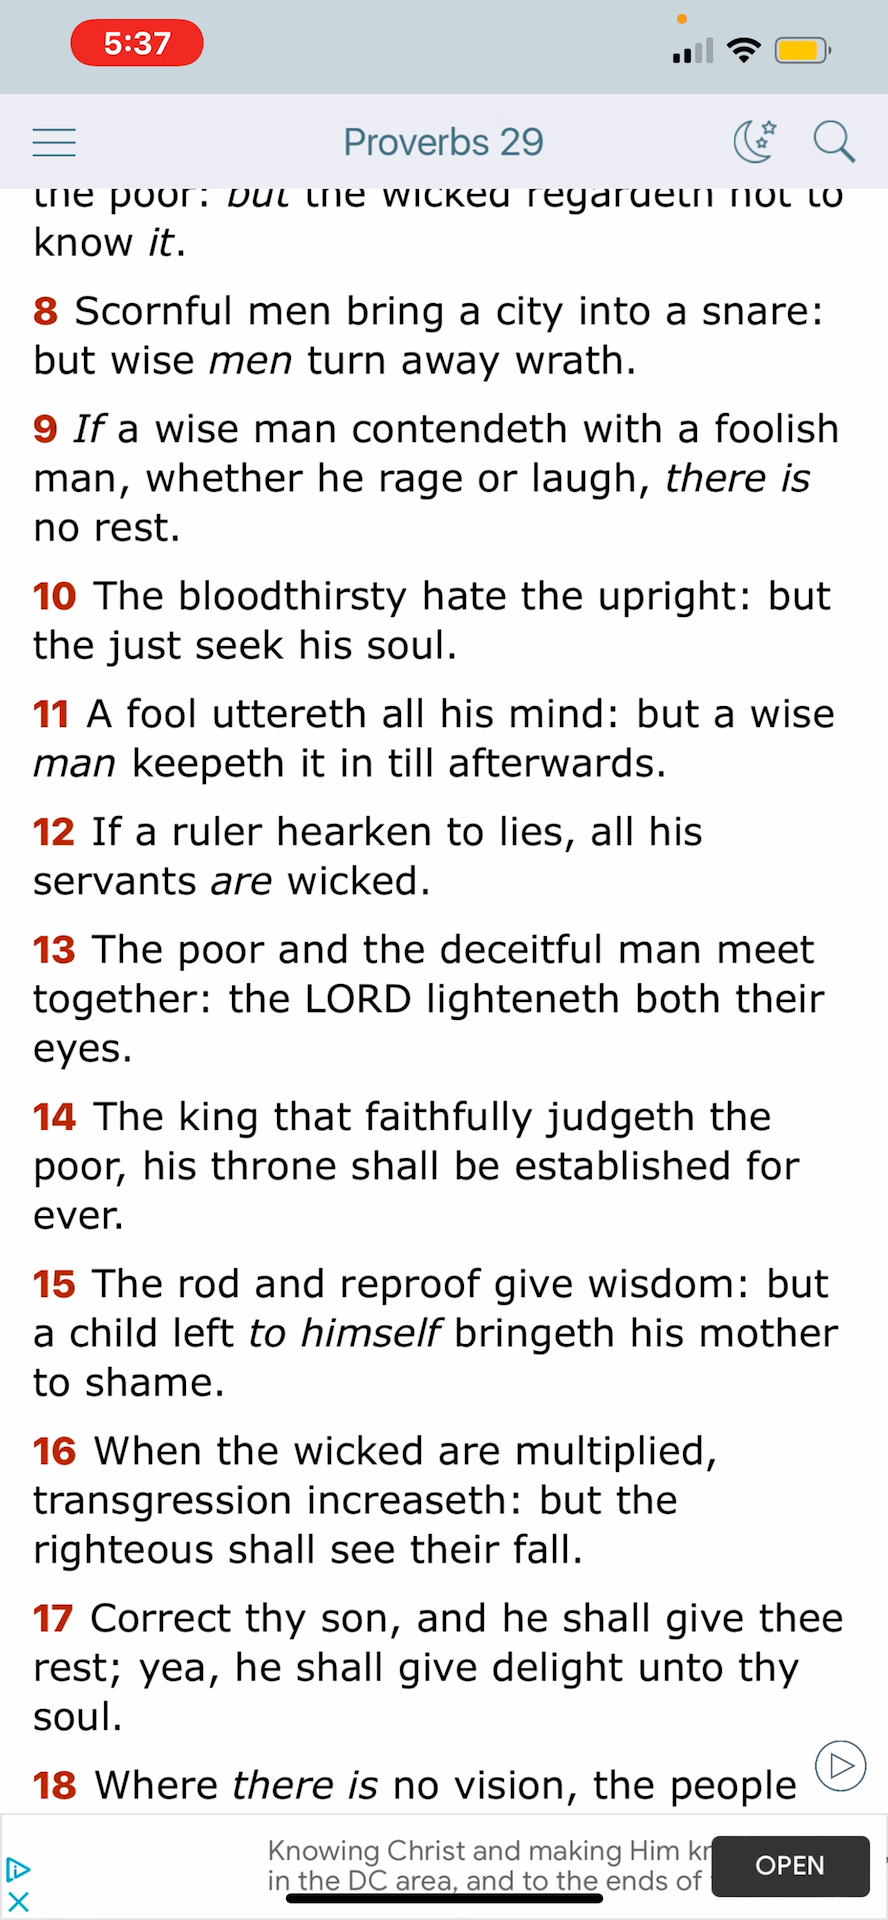 5:37
Proverbs 29
the poor: but the wicked regardeth not to
know it.
8 Scornful men bring a city into a snare:
but wise men turn away wrath.
9 If a wise man contendeth with a foolish
man, whether he rage or laugh, there is
no rest.
10 The bloodthirsty hate the upright: but
the just seek his soul.
11 A fool uttereth all his mind: but a wise
man keepeth it in till afterwards.
12 If a ruler hearken to lies, all his
servants are wicked.
13 The poor and the deceitful man meet
together: the LORD lighteneth both their
eyes.
14 The king that faithfully judgeth the
poor, his throne shall be established for
ever.
15 The rod and reproof give wisdom: but
a child left to himself bringeth his mother
to shame.
16 When the wicked are multiplied,
transgression increaseth: but the
righteous shall see their fall.
17 Correct thy son, and he shall give thee
rest; yea, he shall give delight unto thy
soul.
18 Where there is no vision, the people
Knowing Christ and making Him kr
in the DC area, and to the ends of
OPEN